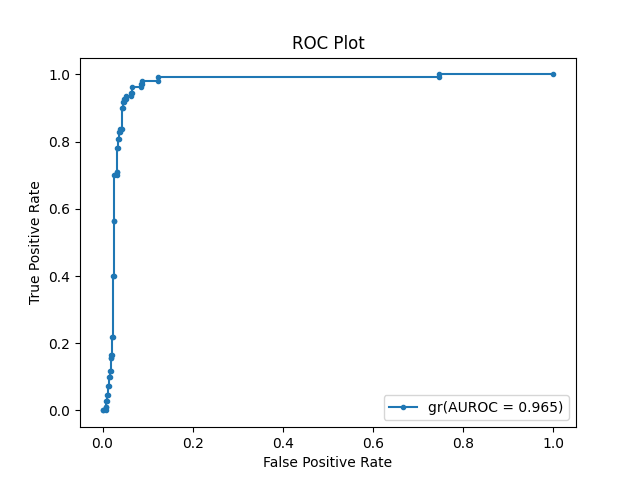 ROC Plot
1.0
0.8
0.6
0.4
0.2
0.0
True Positive Rate
gr(AUROC = 0.965)
0.0 0.2 0.4 0.6 0.8 1.0
False Positive Rate